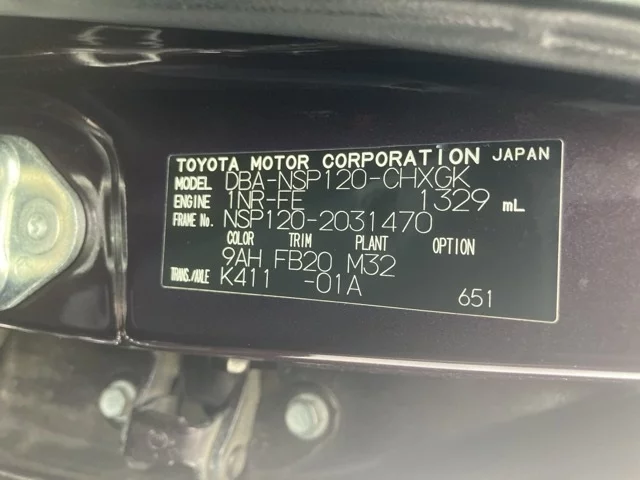 TOYOTA MOTOR CORPORATION JAPAN
MODEL DBA-NSP120-CHXGK
ENGINE 1NR-FE 1329 mL
FRAME No. NSP120-2031470
COLOR TRIM PLANT OPTION
9AH FB20 M32
TRANS./AXLE K411 -01A
651